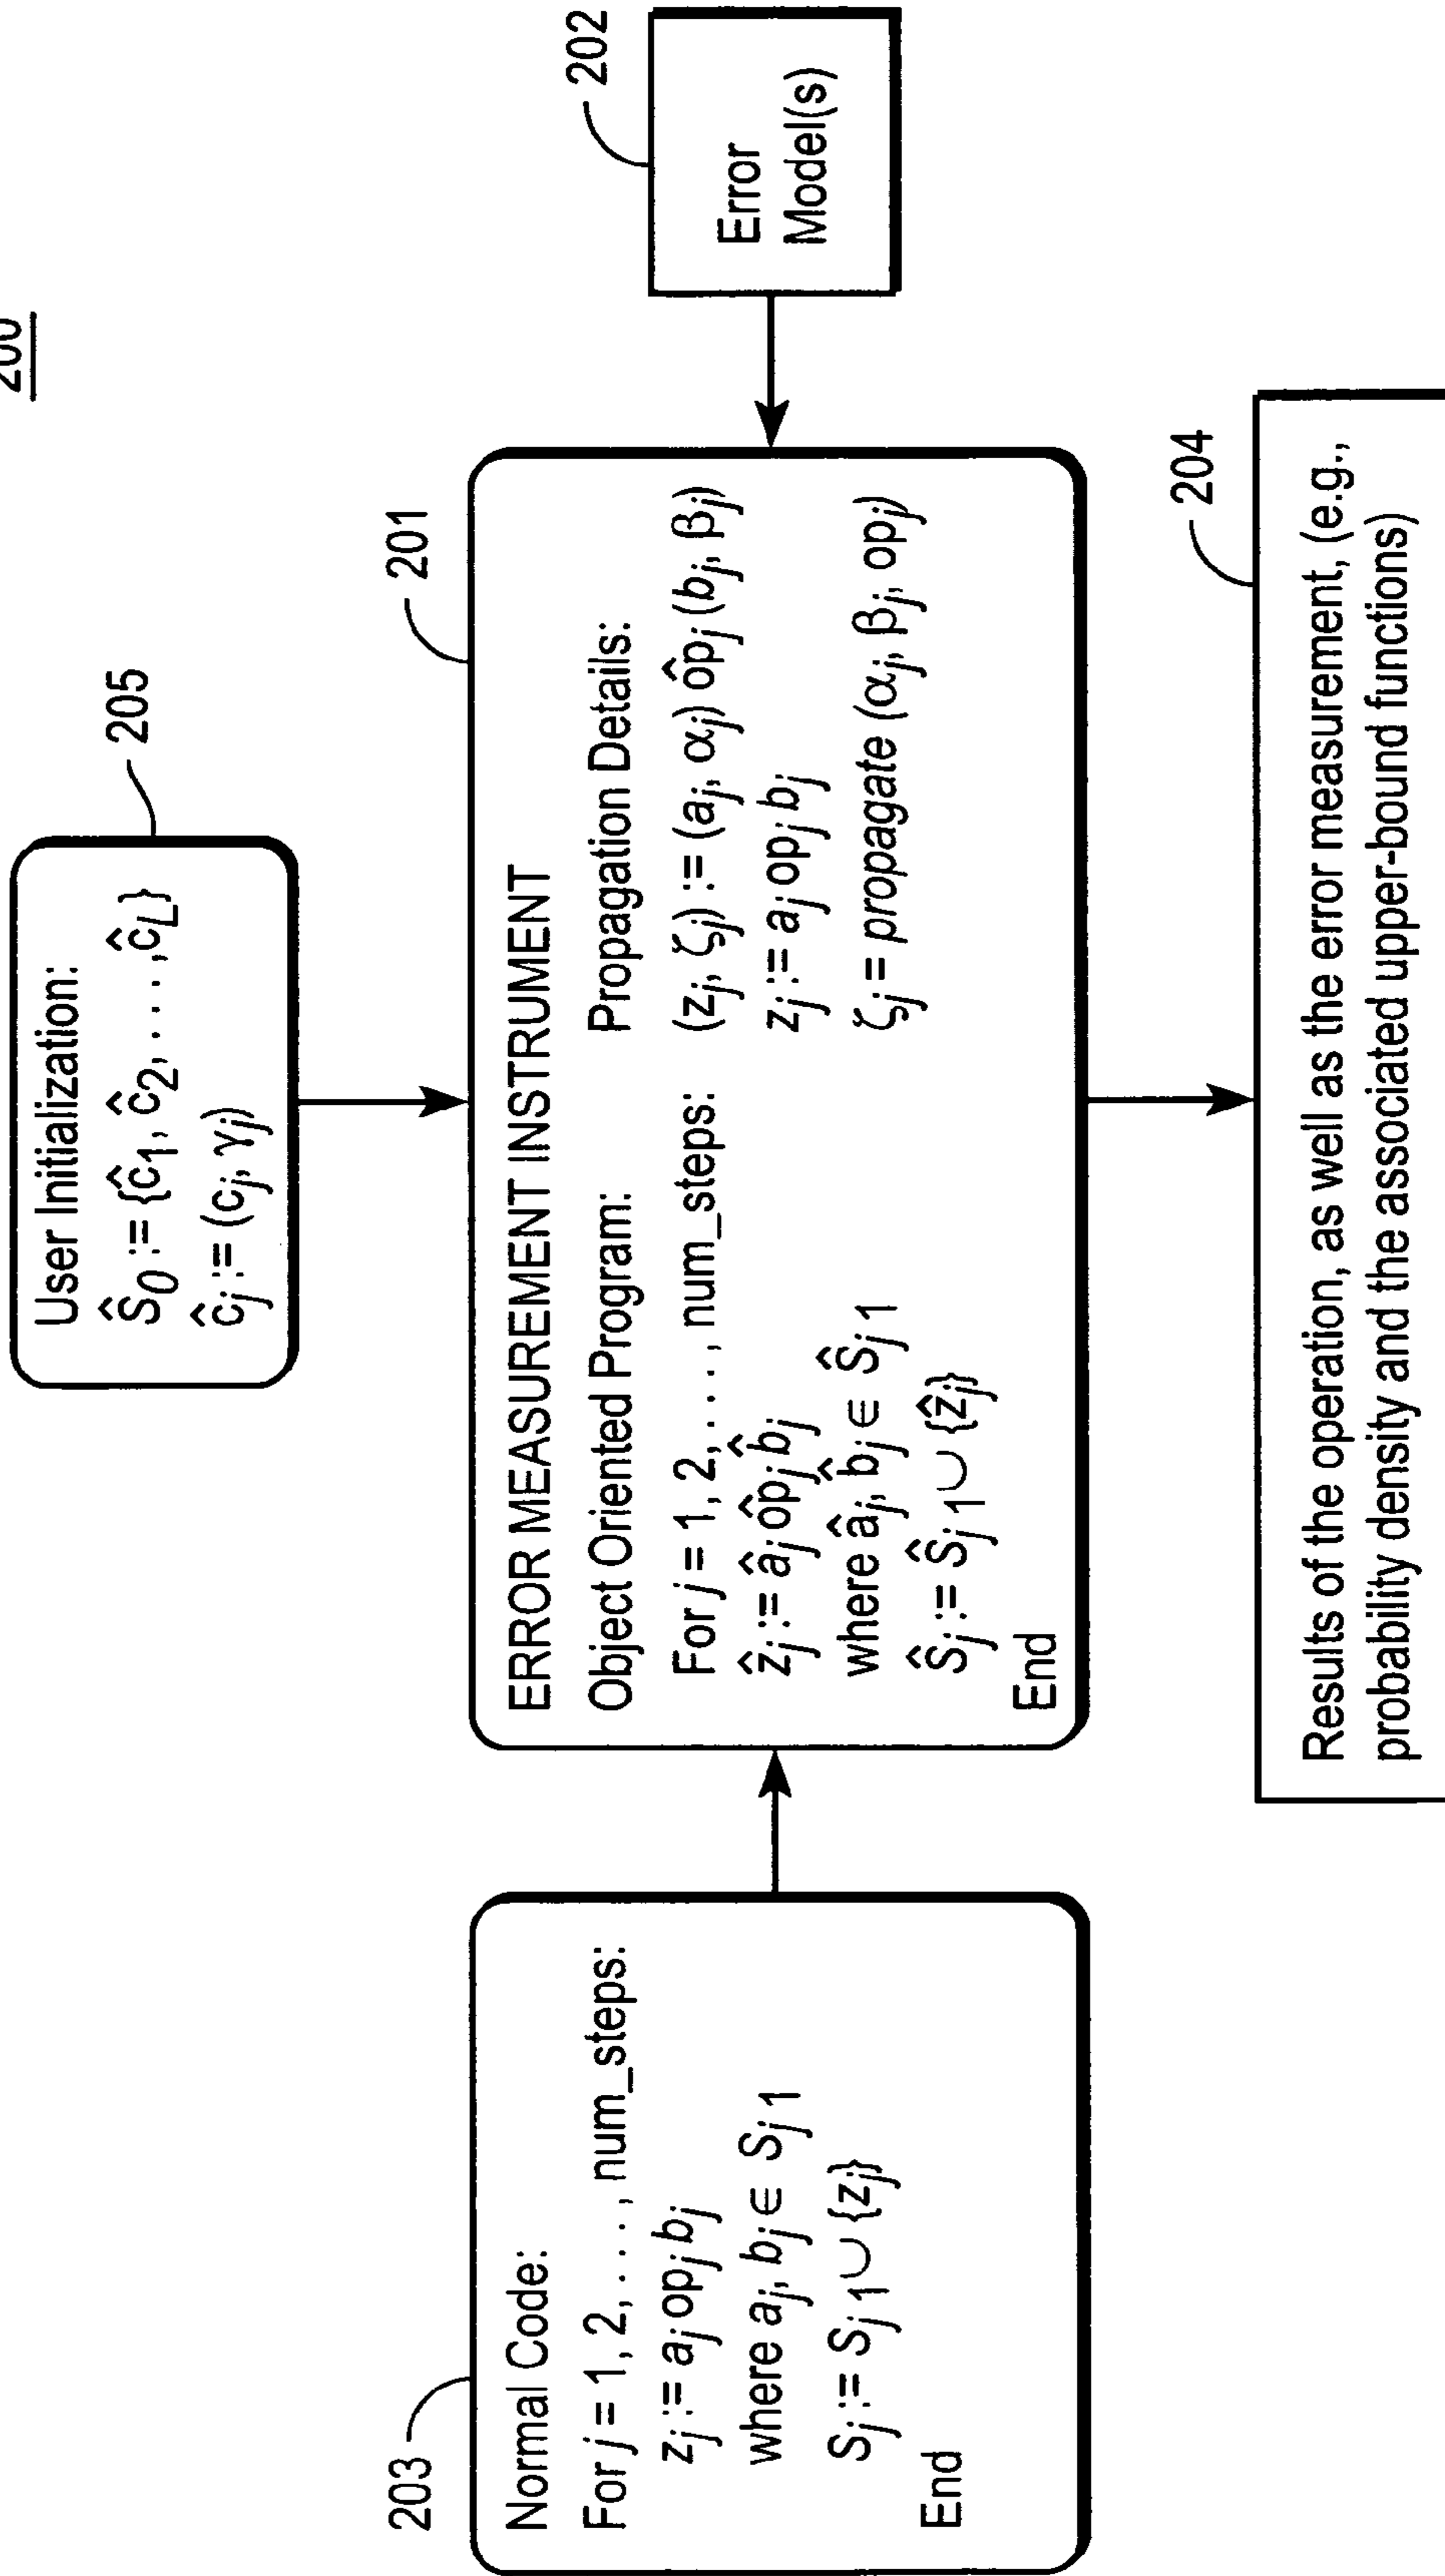 200
205
User Initialization:
Ŝ0 := {ĉ1, ĉ2, . . . , ĉL}
ĉj := (cj, γj)
203
Normal Code:
For j = 1, 2, . . . , num_steps:
zj := aj opj bj
where aj, bj ∈ Sj 1
Sj := Sj 1 ∪ {zj}
End
201
ERROR MEASUREMENT INSTRUMENT
Object Oriented Program:
For j = 1, 2, . . . , num_steps:
ẑj := âj ôpj b̂j
where âj, b̂j ∈ Ŝj 1
Ŝj := Ŝj 1 ∪ {ẑj}
End
Propagation Details:
(zj, ζj) := (aj, αj) ôpj (bj, βj)
zj := aj opj bj
ζj = propagate (αj, βj, opj)
202
Error
Model(s)
204
Results of the operation, as well as the error measurement, (e.g.,
probability density and the associated upper-bound functions)